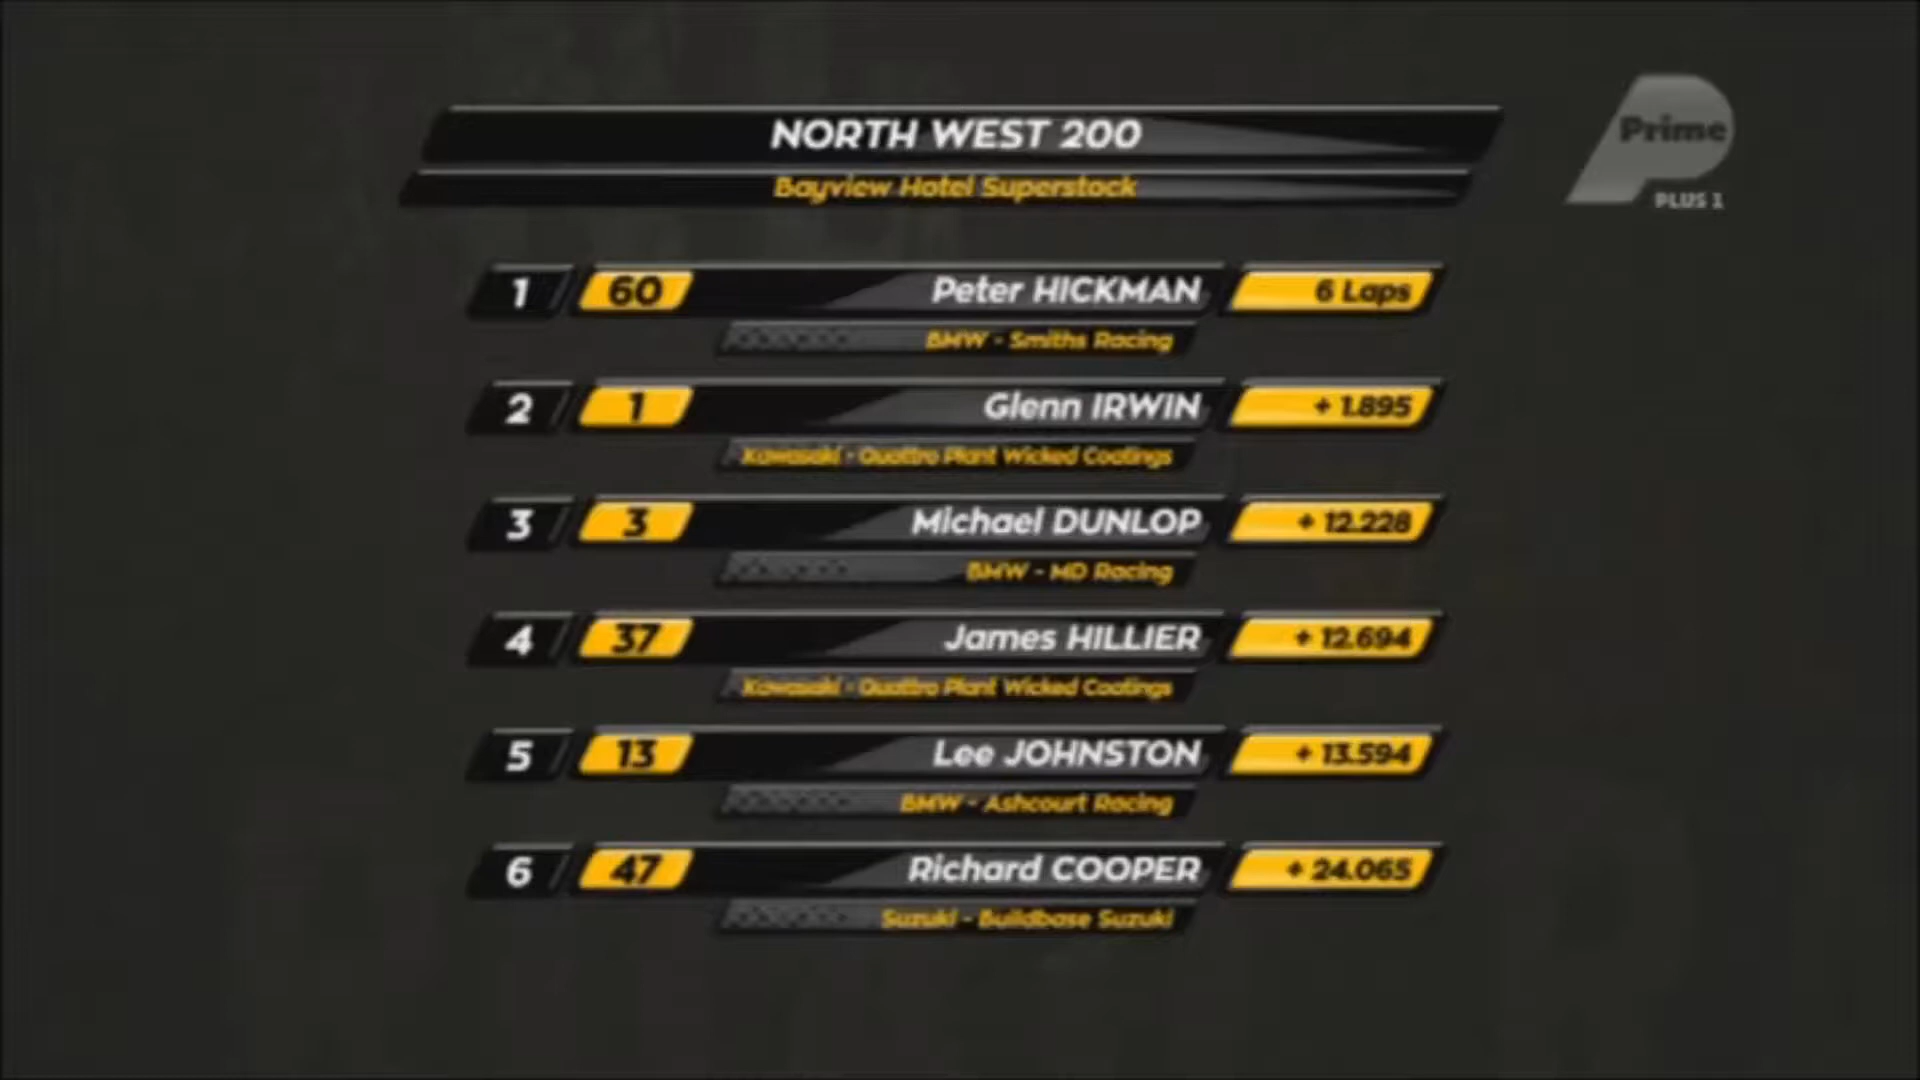 NORTH WEST 200
Bayview Hotel Superstock
Prime
PLUS 1
1 60 Peter HICKMAN 6 Laps
BMW - Smiths Racing
2 1 Glenn IRWIN + 1.895
Kawasaki - Quattro Plant Wicked Coatings
3 3 Michael DUNLOP + 12.228
BMW - MD Racing
4 37 James HILLIER + 12.694
Kawasaki - Quattro Plant Wicked Coatings
5 13 Lee JOHNSTON + 13.594
BMW - Ashcourt Racing
6 47 Richard COOPER + 24.065
Suzuki - Buildbase Suzuki